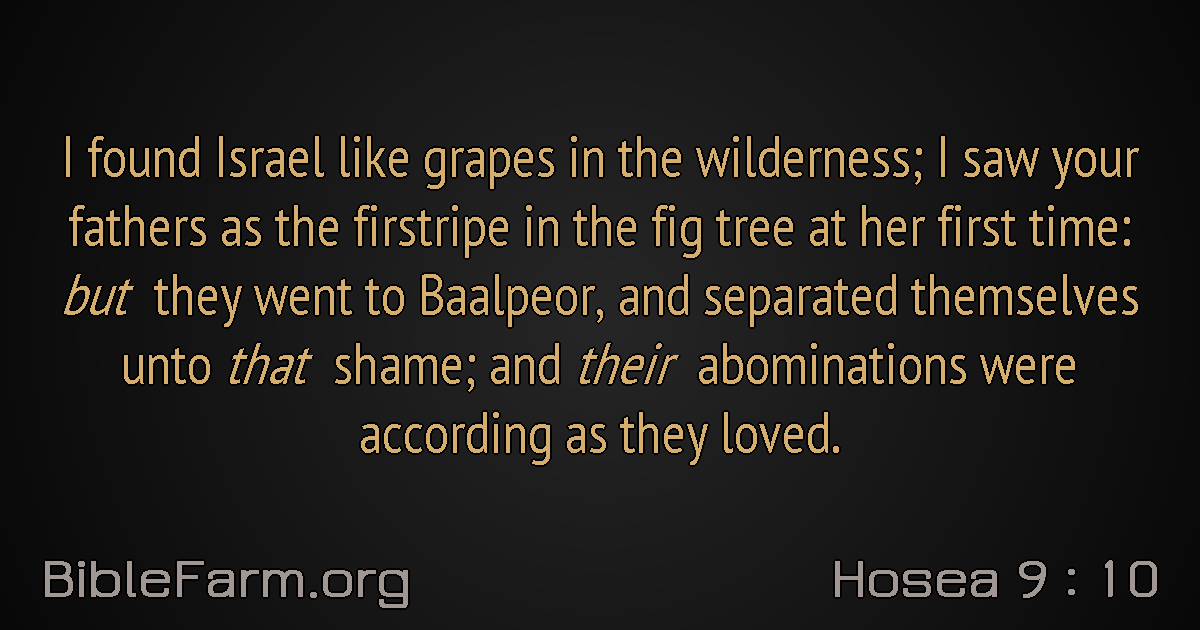 I found Israel like grapes in the wilderness; I saw your
fathers as the firstripe in the fig tree at her first time:
but they went to Baalpeor, and separated themselves
unto that shame; and their abominations were
according as they loved.
BibleFarm.org
Hosea 9 : 10